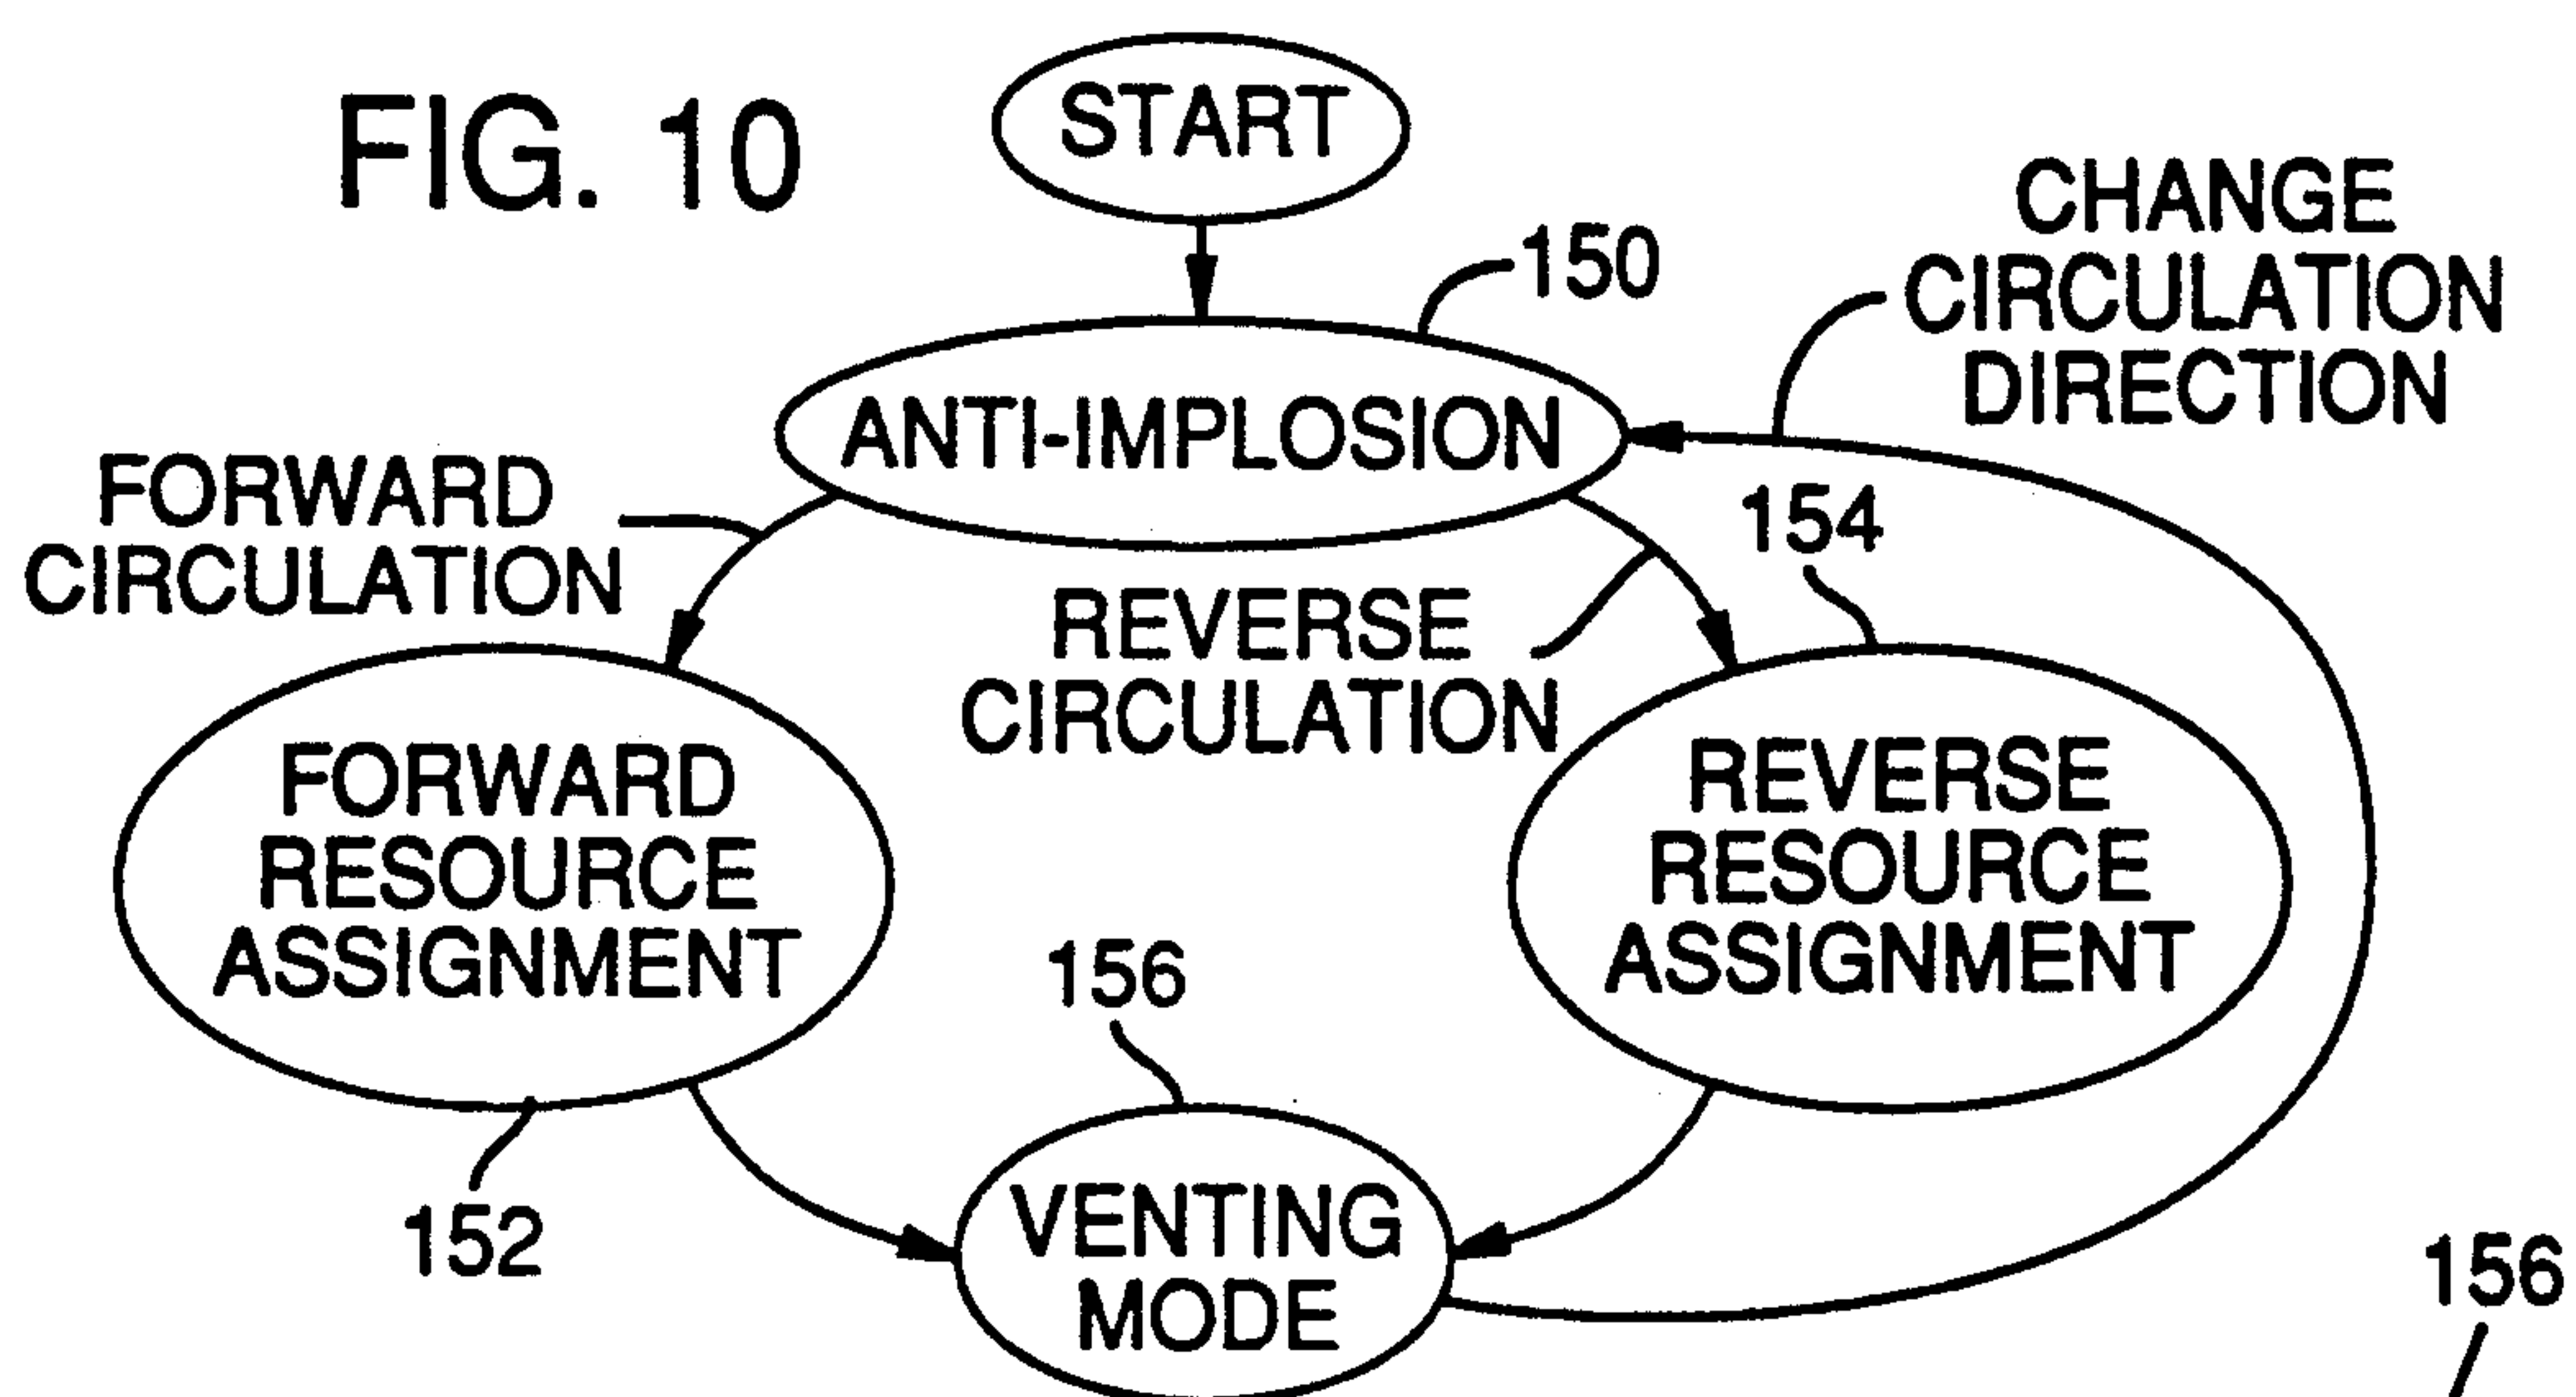 FIG. 10
START
150
CHANGE
CIRCULATION
DIRECTION
ANTI-IMPLOSION
FORWARD
CIRCULATION
154
REVERSE
CIRCULATION
FORWARD
RESOURCE
ASSIGNMENT
REVERSE
RESOURCE
ASSIGNMENT
156
152
VENTING
MODE
156